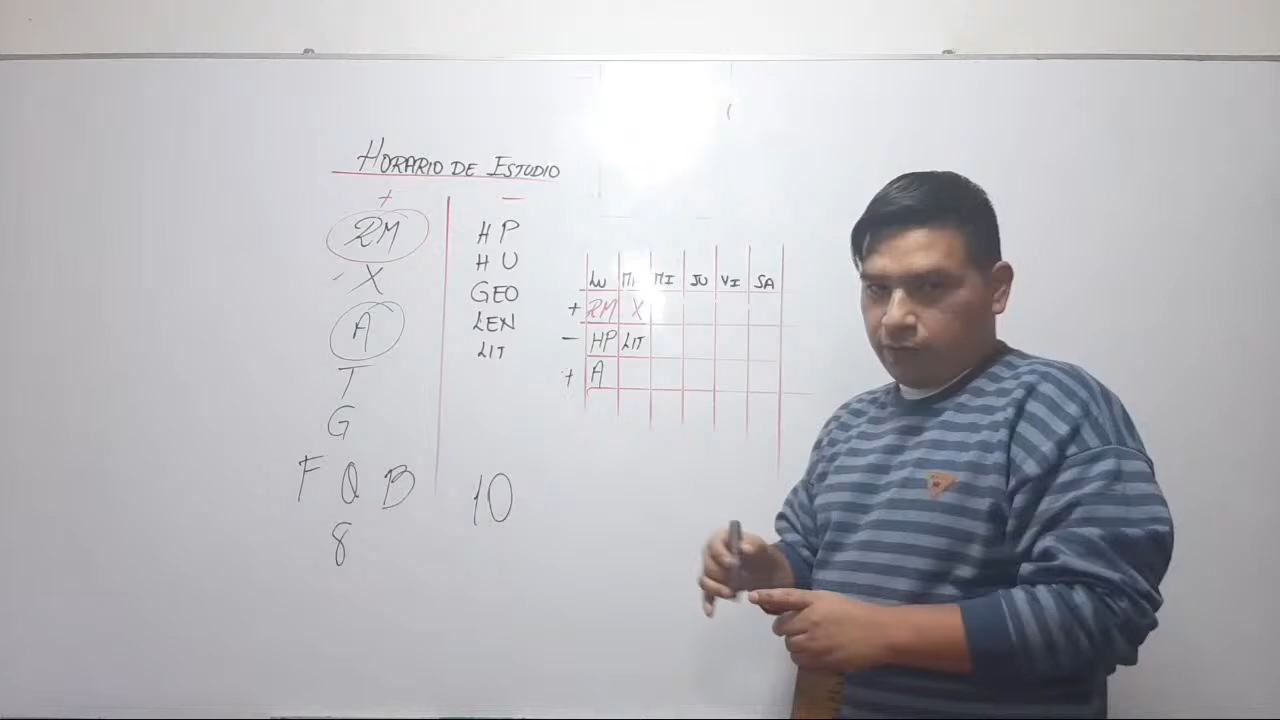 HORARIO DE ESTUDIO
+ −
RM HP
X HU
A GEO
T LEN
G LIT
F Q B 10
8
LU MA MI JU VI SA
+ RM X
− HP LIT
+ A